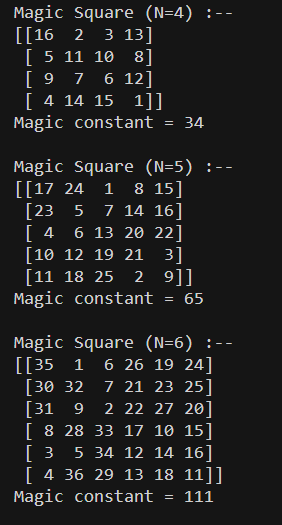 Magic Square (N=4) :--
[[16  2  3 13]
 [ 5 11 10  8]
 [ 9  7  6 12]
 [ 4 14 15  1]]
Magic constant = 34

Magic Square (N=5) :--
[[17 24  1  8 15]
 [23  5  7 14 16]
 [ 4  6 13 20 22]
 [10 12 19 21  3]
 [11 18 25  2  9]]
Magic constant = 65

Magic Square (N=6) :--
[[35  1  6 26 19 24]
 [30 32  7 21 23 25]
 [31  9  2 22 27 20]
 [ 8 28 33 17 10 15]
 [ 3  5 34 12 14 16]
 [ 4 36 29 13 18 11]]
Magic constant = 111